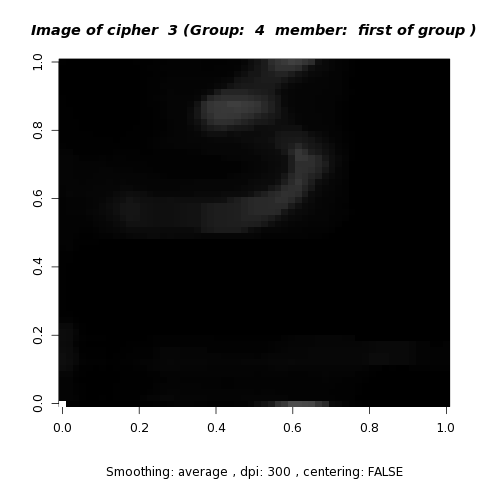 Image of cipher 3 (Group: 4 member: first of group )
1.0
0.8
0.6
0.4
0.2
0.0
0.0 0.2 0.4 0.6 0.8 1.0
Smoothing: average , dpi: 300 , centering: FALSE